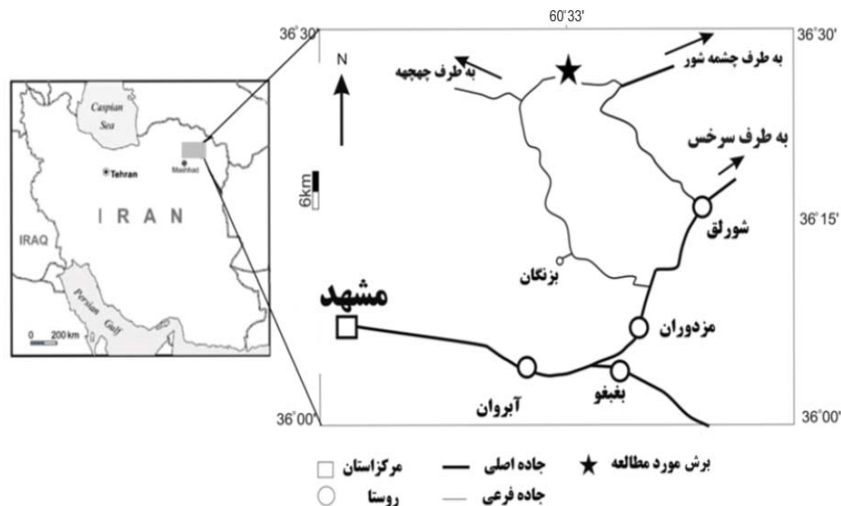 60°33'
36°30'
36°30'
N
به طرف چهچهه
به طرف چشمه شور
به طرف سرخس
6km
شورلق
36°15'
بزنگان
مشهد
مزدوران
آبروان
بغبغو
36°00'
36°00'
Caspian
Sea
Tehran
Mashhad
IRAN
IRAQ
Persian Gulf
0 200 km
مرکزاستان
جاده اصلی
برش مورد مطالعه
روستا
جاده فرعی